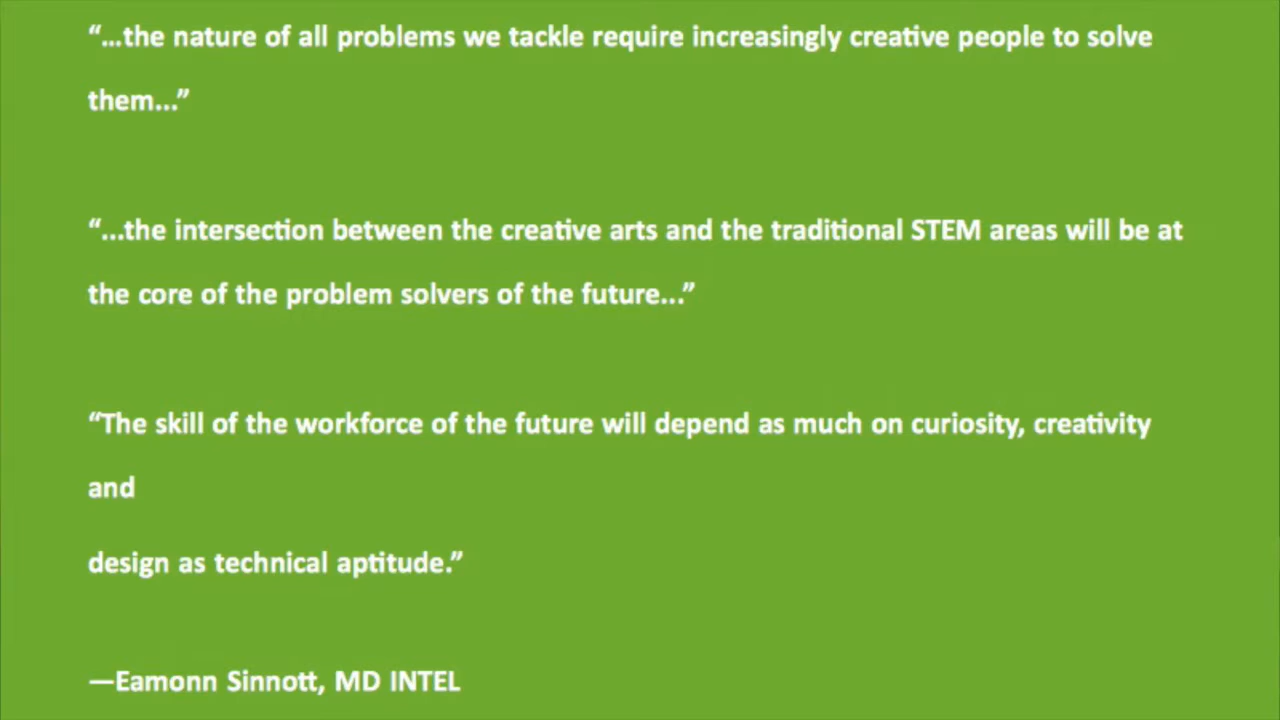 “...the nature of all problems we tackle require increasingly creative people to solve
them...”
“...the intersection between the creative arts and the traditional STEM areas will be at
the core of the problem solvers of the future...”
“The skill of the workforce of the future will depend as much on curiosity, creativity
and
design as technical aptitude.”
—Eamonn Sinnott, MD INTEL